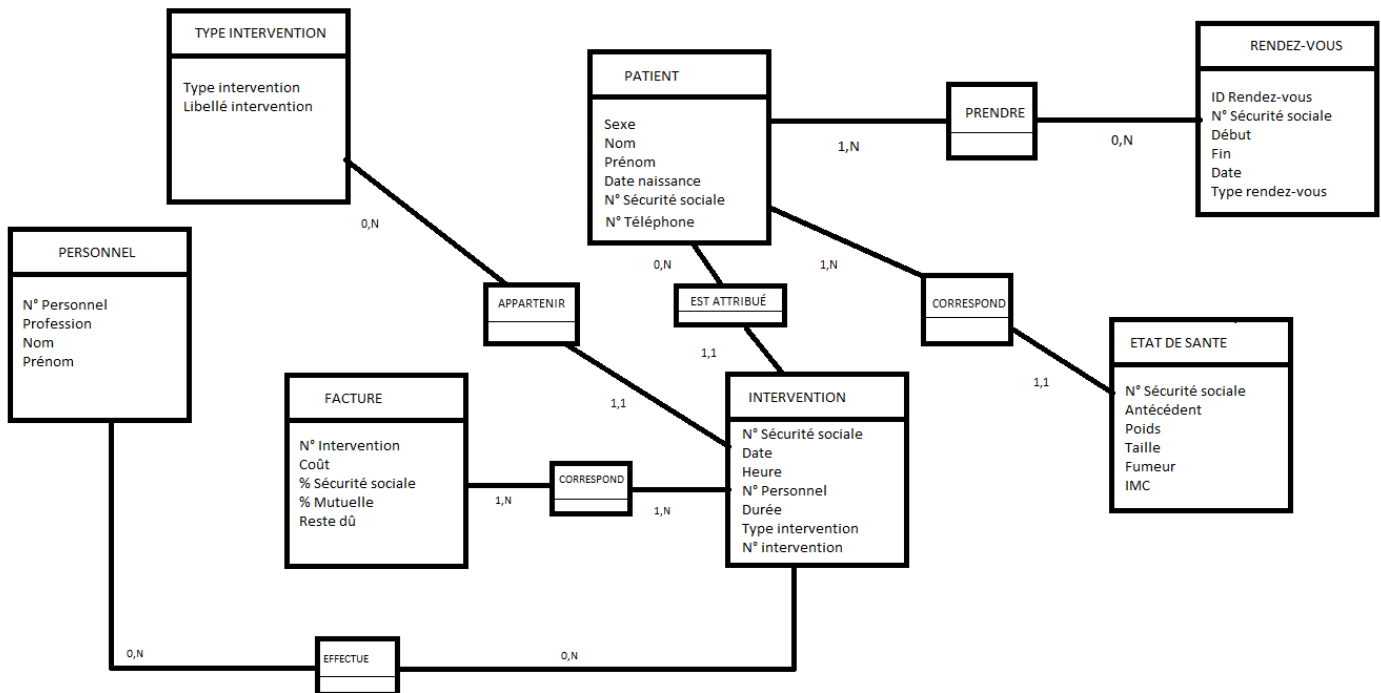 TYPE INTERVENTION
Type intervention
Libellé intervention
PATIENT
Sexe
Nom
Prénom
Date naissance
N° Sécurité sociale
N° Téléphone
PRENDRE
1,N
0,N
RENDEZ-VOUS
ID Rendez-vous
N° Sécurité sociale
Début
Fin
Date
Type rendez-vous
PERSONNEL
N° Personnel
Profession
Nom
Prénom
0,N
APPARTENIR
1,1
0,N
EST ATTRIBUÉ
1,1
1,N
CORRESPOND
1,1
ETAT DE SANTE
N° Sécurité sociale
Antécédent
Poids
Taille
Fumeur
IMC
FACTURE
N° Intervention
Coût
% Sécurité sociale
% Mutuelle
Reste dû
1,N
CORRESPOND
1,N
INTERVENTION
N° Sécurité sociale
Date
Heure
N° Personnel
Durée
Type intervention
N° intervention
0,N
EFFECTUE
0,N